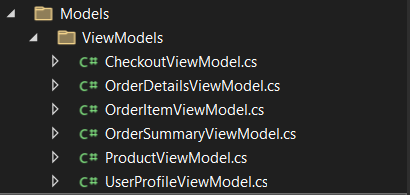 Models
ViewModels
C# CheckoutViewModel.cs
C# OrderDetailsViewModel.cs
C# OrderItemViewModel.cs
C# OrderSummaryViewModel.cs
C# ProductViewModel.cs
C# UserProfileViewModel.cs